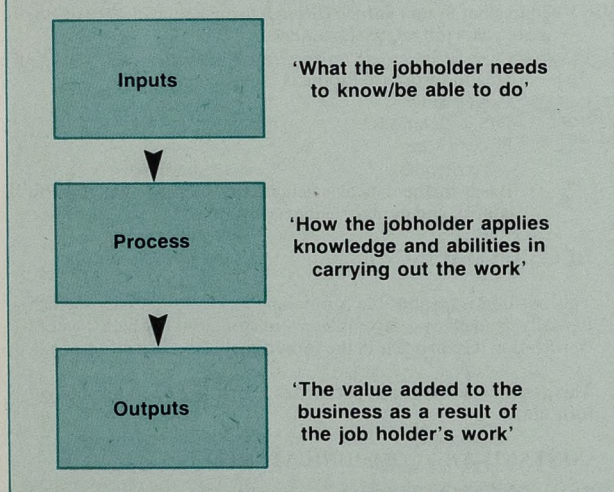 Inputs
'What the jobholder needs
to know/be able to do'
Process
'How the jobholder applies
knowledge and abilities in
carrying out the work'
Outputs
'The value added to the
business as a result of
the job holder's work'